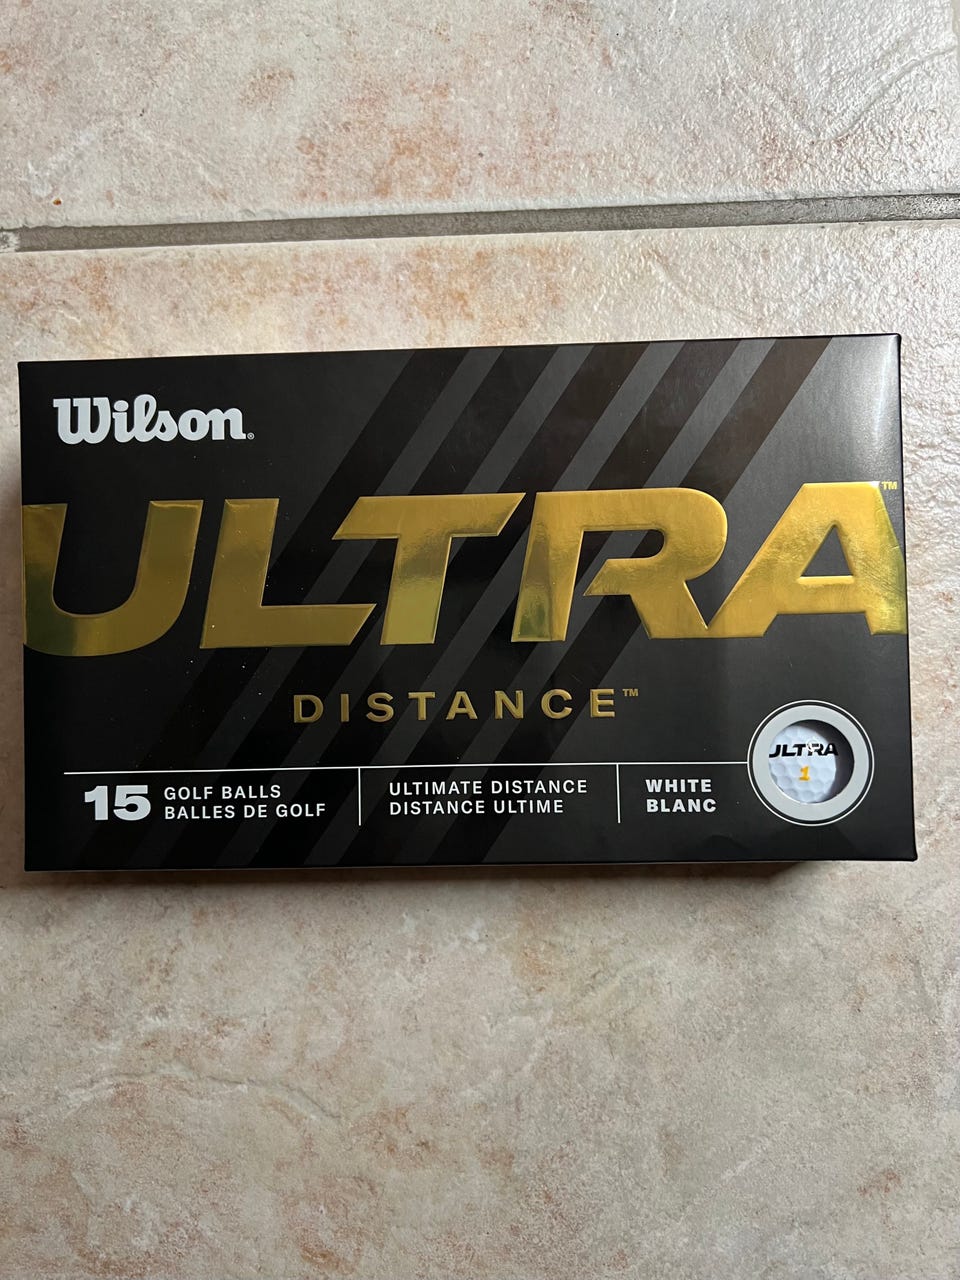 Wilson®
ULTRA™
DISTANCE™
15 GOLF BALLS
BALLES DE GOLF
ULTIMATE DISTANCE
DISTANCE ULTIME
WHITE
BLANC
ULTRA
1